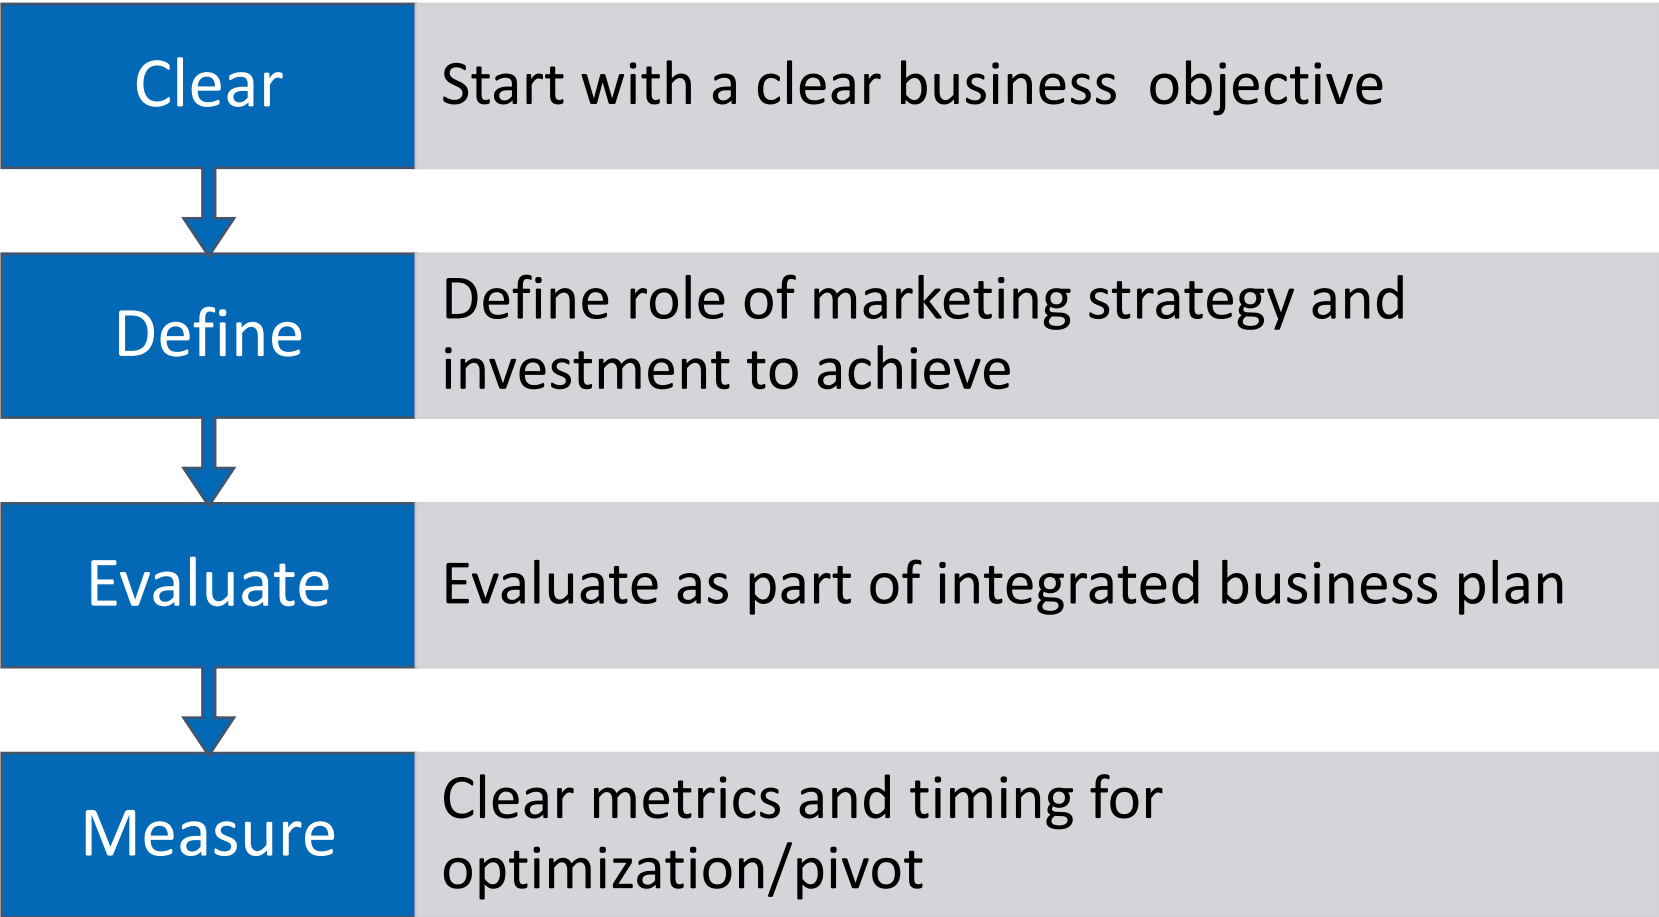 Clear
Start with a clear business  objective
Define
Define role of marketing strategy and
investment to achieve
Evaluate
Evaluate as part of integrated business plan
Measure
Clear metrics and timing for
optimization/pivot